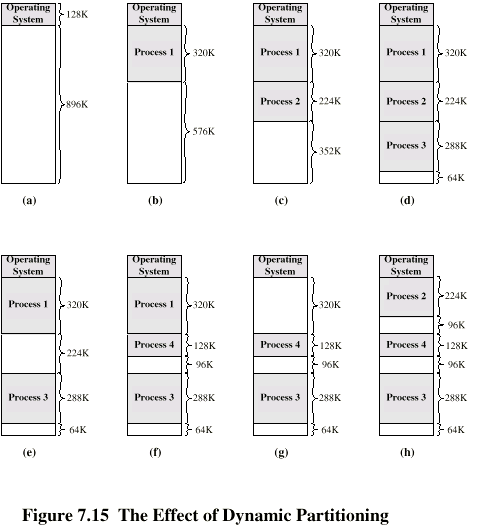 Operating
System
128K
896K
(a)
Operating
System
Process 1
320K
576K
(b)
Operating
System
Process 1
320K
Process 2
224K
352K
(c)
Operating
System
Process 1
320K
Process 2
224K
Process 3
288K
64K
(d)
Operating
System
Process 1
320K
224K
Process 3
288K
64K
(e)
Operating
System
Process 1
320K
Process 4
128K
96K
Process 3
288K
64K
(f)
Operating
System
320K
Process 4
128K
96K
Process 3
288K
64K
(g)
Operating
System
Process 2
224K
96K
Process 4
128K
96K
Process 3
288K
64K
(h)
Figure 7.15 The Effect of Dynamic Partitioning